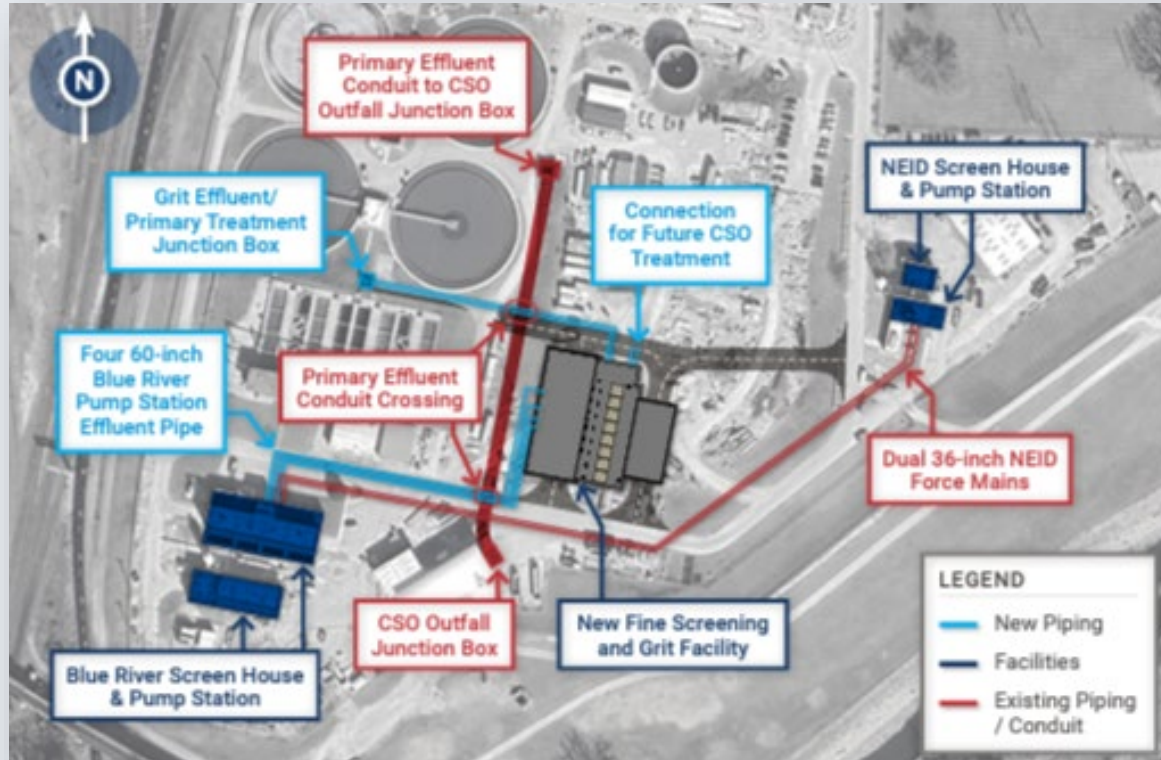 N
Primary Effluent
Conduit to CSO
Outfall Junction Box
NEID Screen House
& Pump Station
Grit Effluent/
Primary Treatment
Junction Box
Connection
for Future CSO
Treatment
Four 60-inch
Blue River
Pump Station
Effluent Pipe
Primary Effluent
Conduit Crossing
Dual 36-inch NEID
Force Mains
CSO Outfall
Junction Box
New Fine Screening
and Grit Facility
Blue River Screen House
& Pump Station
LEGEND
New Piping
Facilities
Existing Piping
/ Conduit